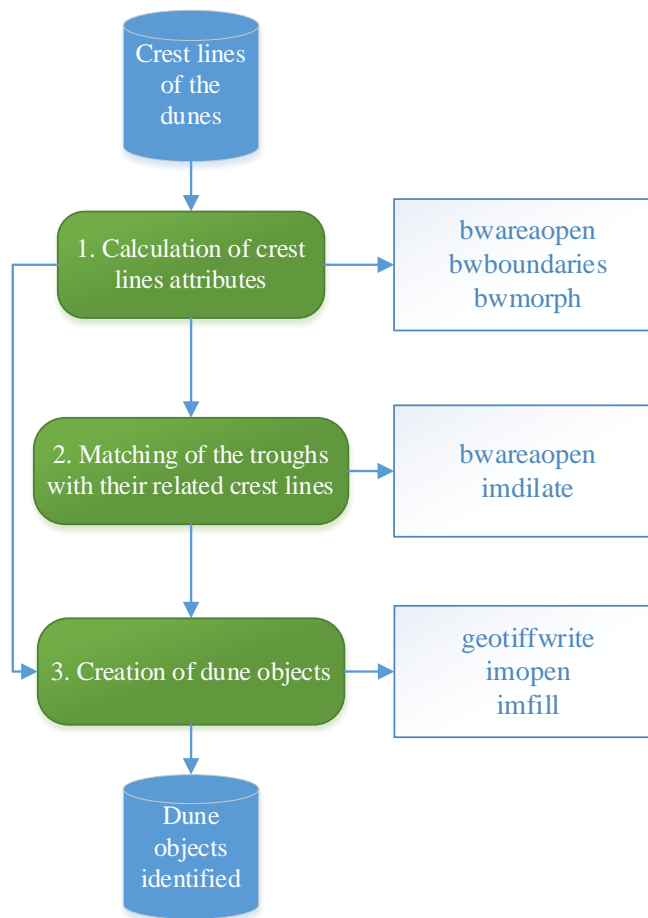 Crest lines
of the
dunes
1. Calculation of crest
lines attributes
bwareaopen
bwboundaries
bwmorph
2. Matching of the troughs
with their related crest lines
bwareaopen
imdilate
3. Creation of dune objects
geotiffwrite
imopen
imfill
Dune
objects
identified